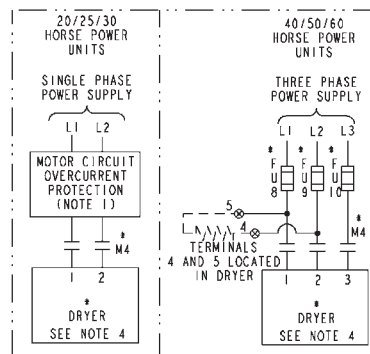 20/25/30
HORSE POWER
UNITS
SINGLE PHASE
POWER SUPPLY
L1 L2
MOTOR CIRCUIT
OVERCURRENT
PROTECTION
(NOTE 1)
*
M4
1 2
*
DRYER
SEE NOTE 4
40/50/60
HORSE POWER
UNITS
THREE PHASE
POWER SUPPLY
L1 L2 L3
* * *
F F F
U U U
8 9 10
5
4
TERMINALS
4 AND 5 LOCATED
IN DRYER
*
M4
1 2 3
*
DRYER
SEE NOTE 4